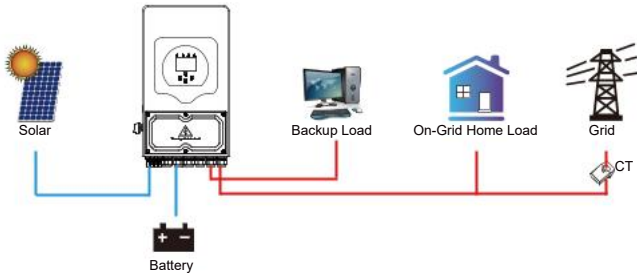 Solar
Backup Load
On-Grid Home Load
Grid
CT
Battery